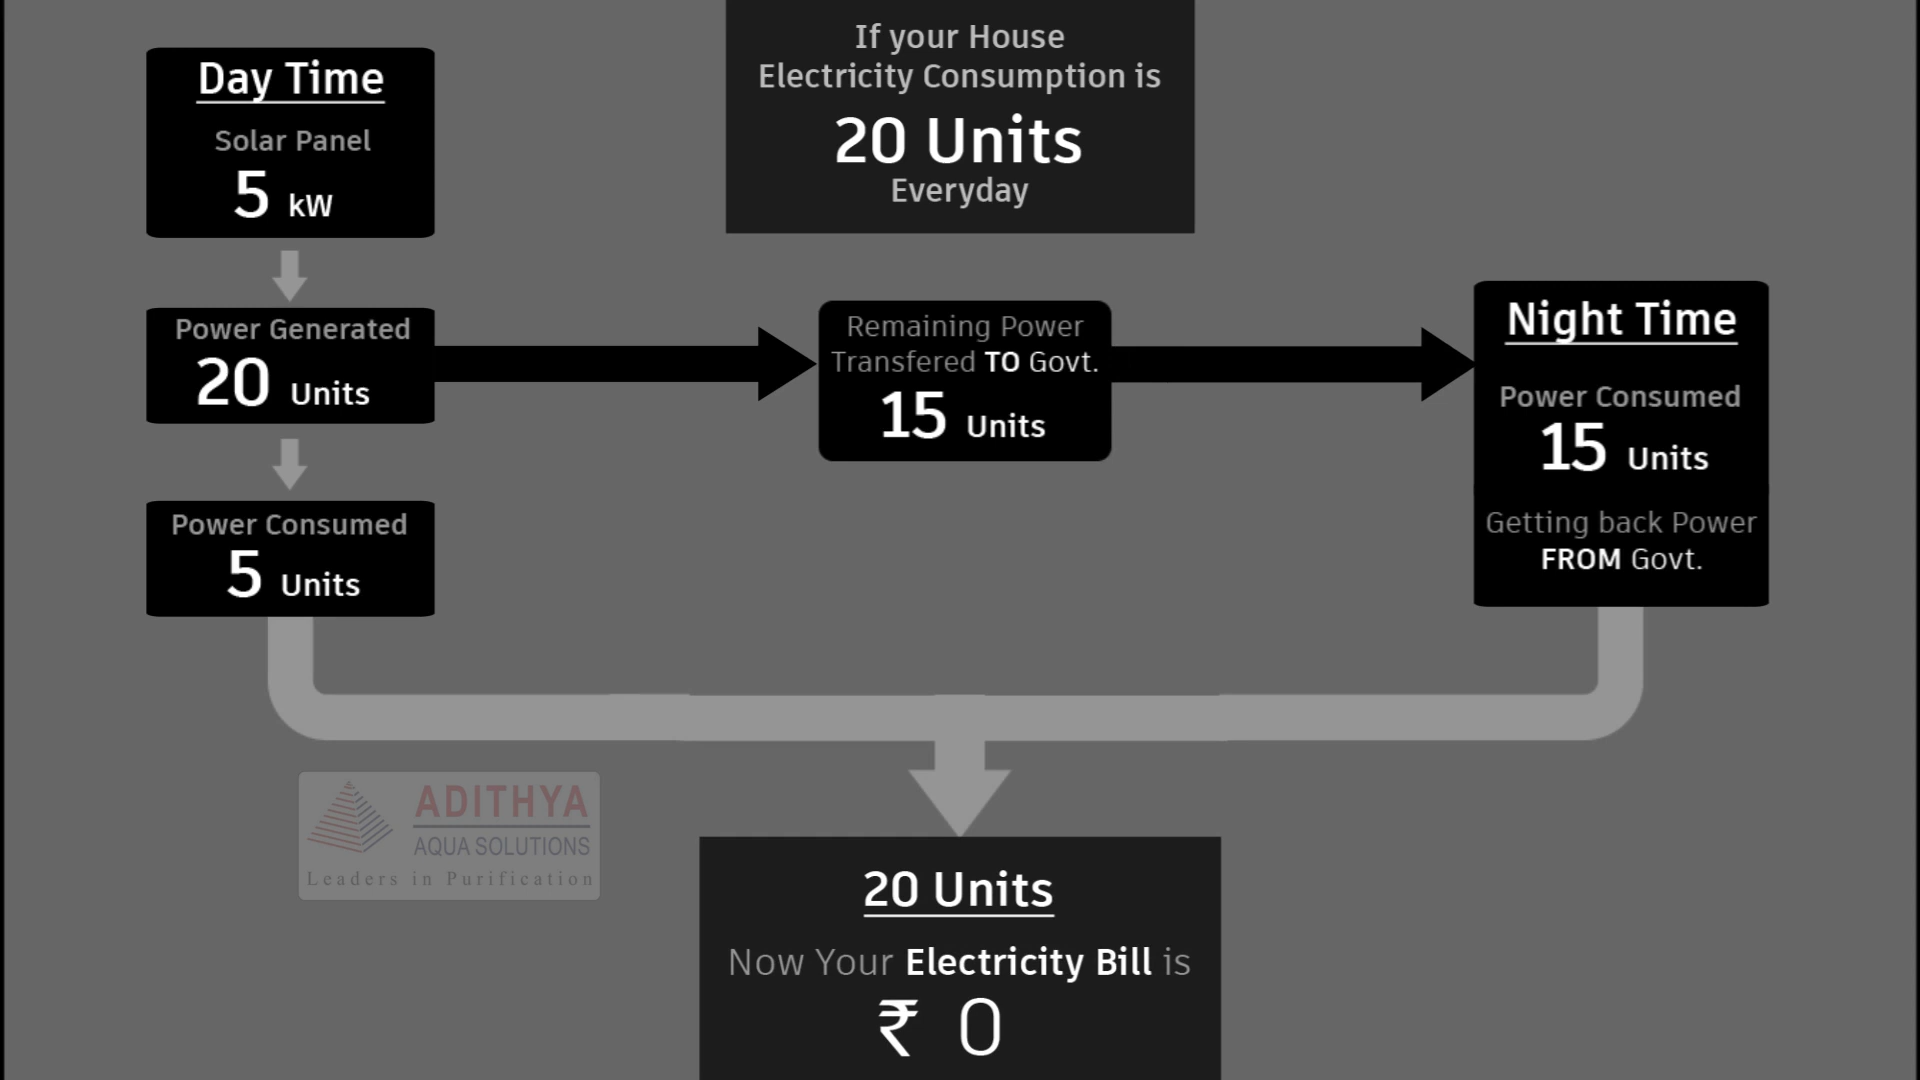 If your House
Electricity Consumption is
20 Units
Everyday
Day Time
Solar Panel
5 kW
Power Generated
20 Units
Power Consumed
5 Units
Remaining Power
Transfered TO Govt.
15 Units
Night Time
Power Consumed
15 Units
Getting back Power
FROM Govt.
ADITHYA
AQUA SOLUTIONS
Leaders in Purification
20 Units
Now Your Electricity Bill is
₹ 0